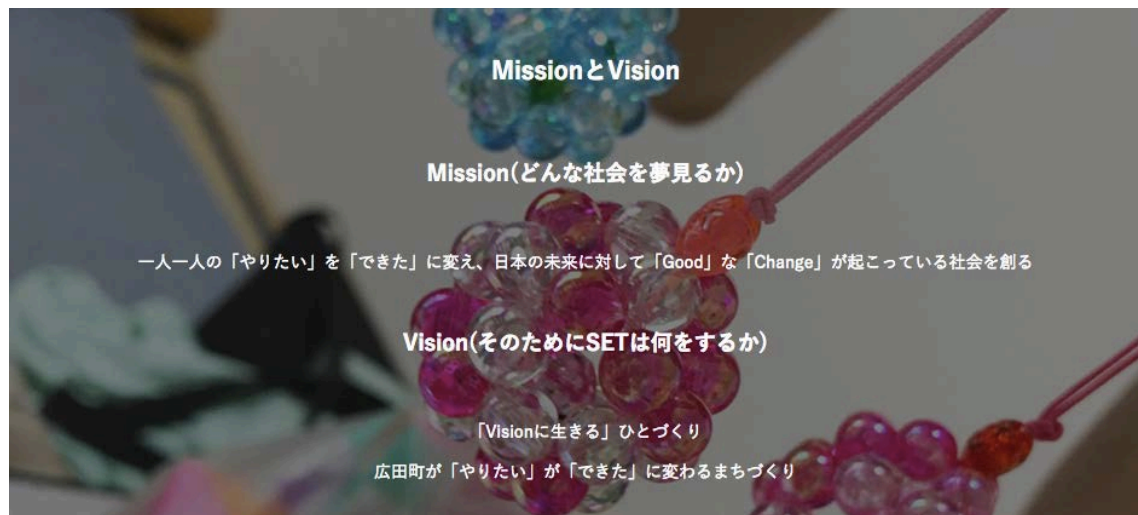 MissionとVision
Mission(どんな社会を夢見るか)
一人一人の「やりたい」を「できた」に変え、日本の未来に対して「Good」な「Change」が起こっている社会を創る
Vision(そのためにSETは何をするか)
「Visionに生きる」ひとづくり
広田町が「やりたい」が「できた」に変わるまちづくり